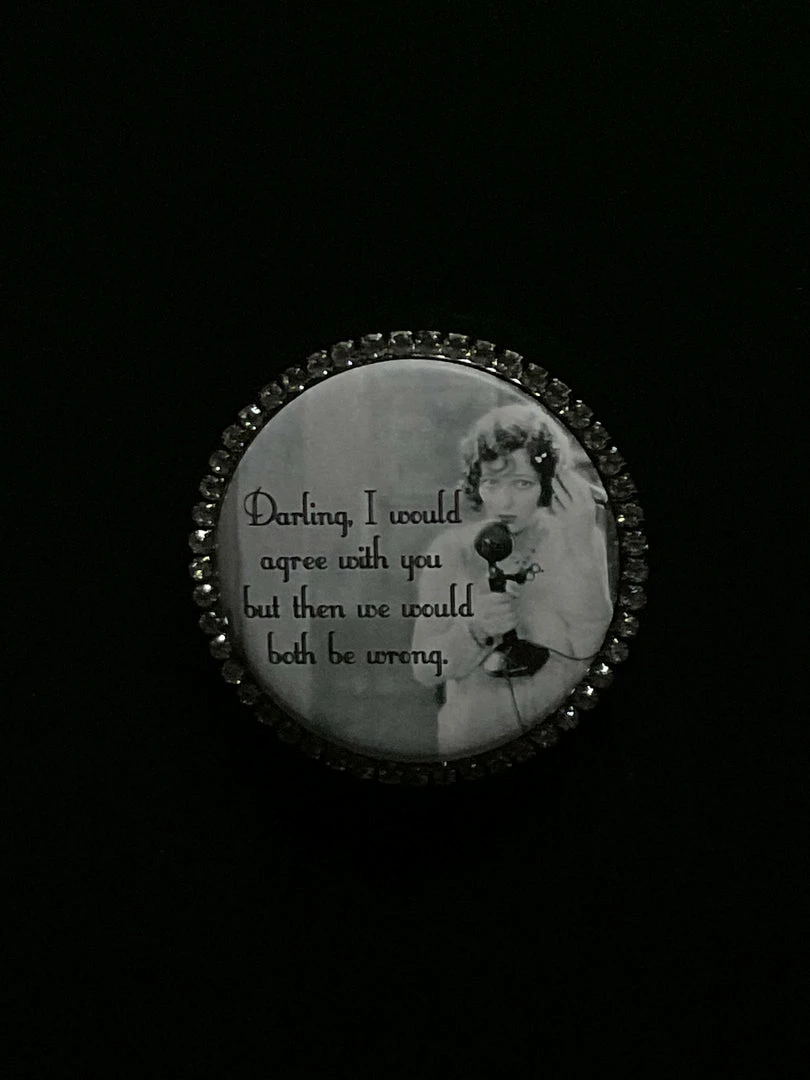 Darling, I would
agree with you
but then we would
both be wrong.